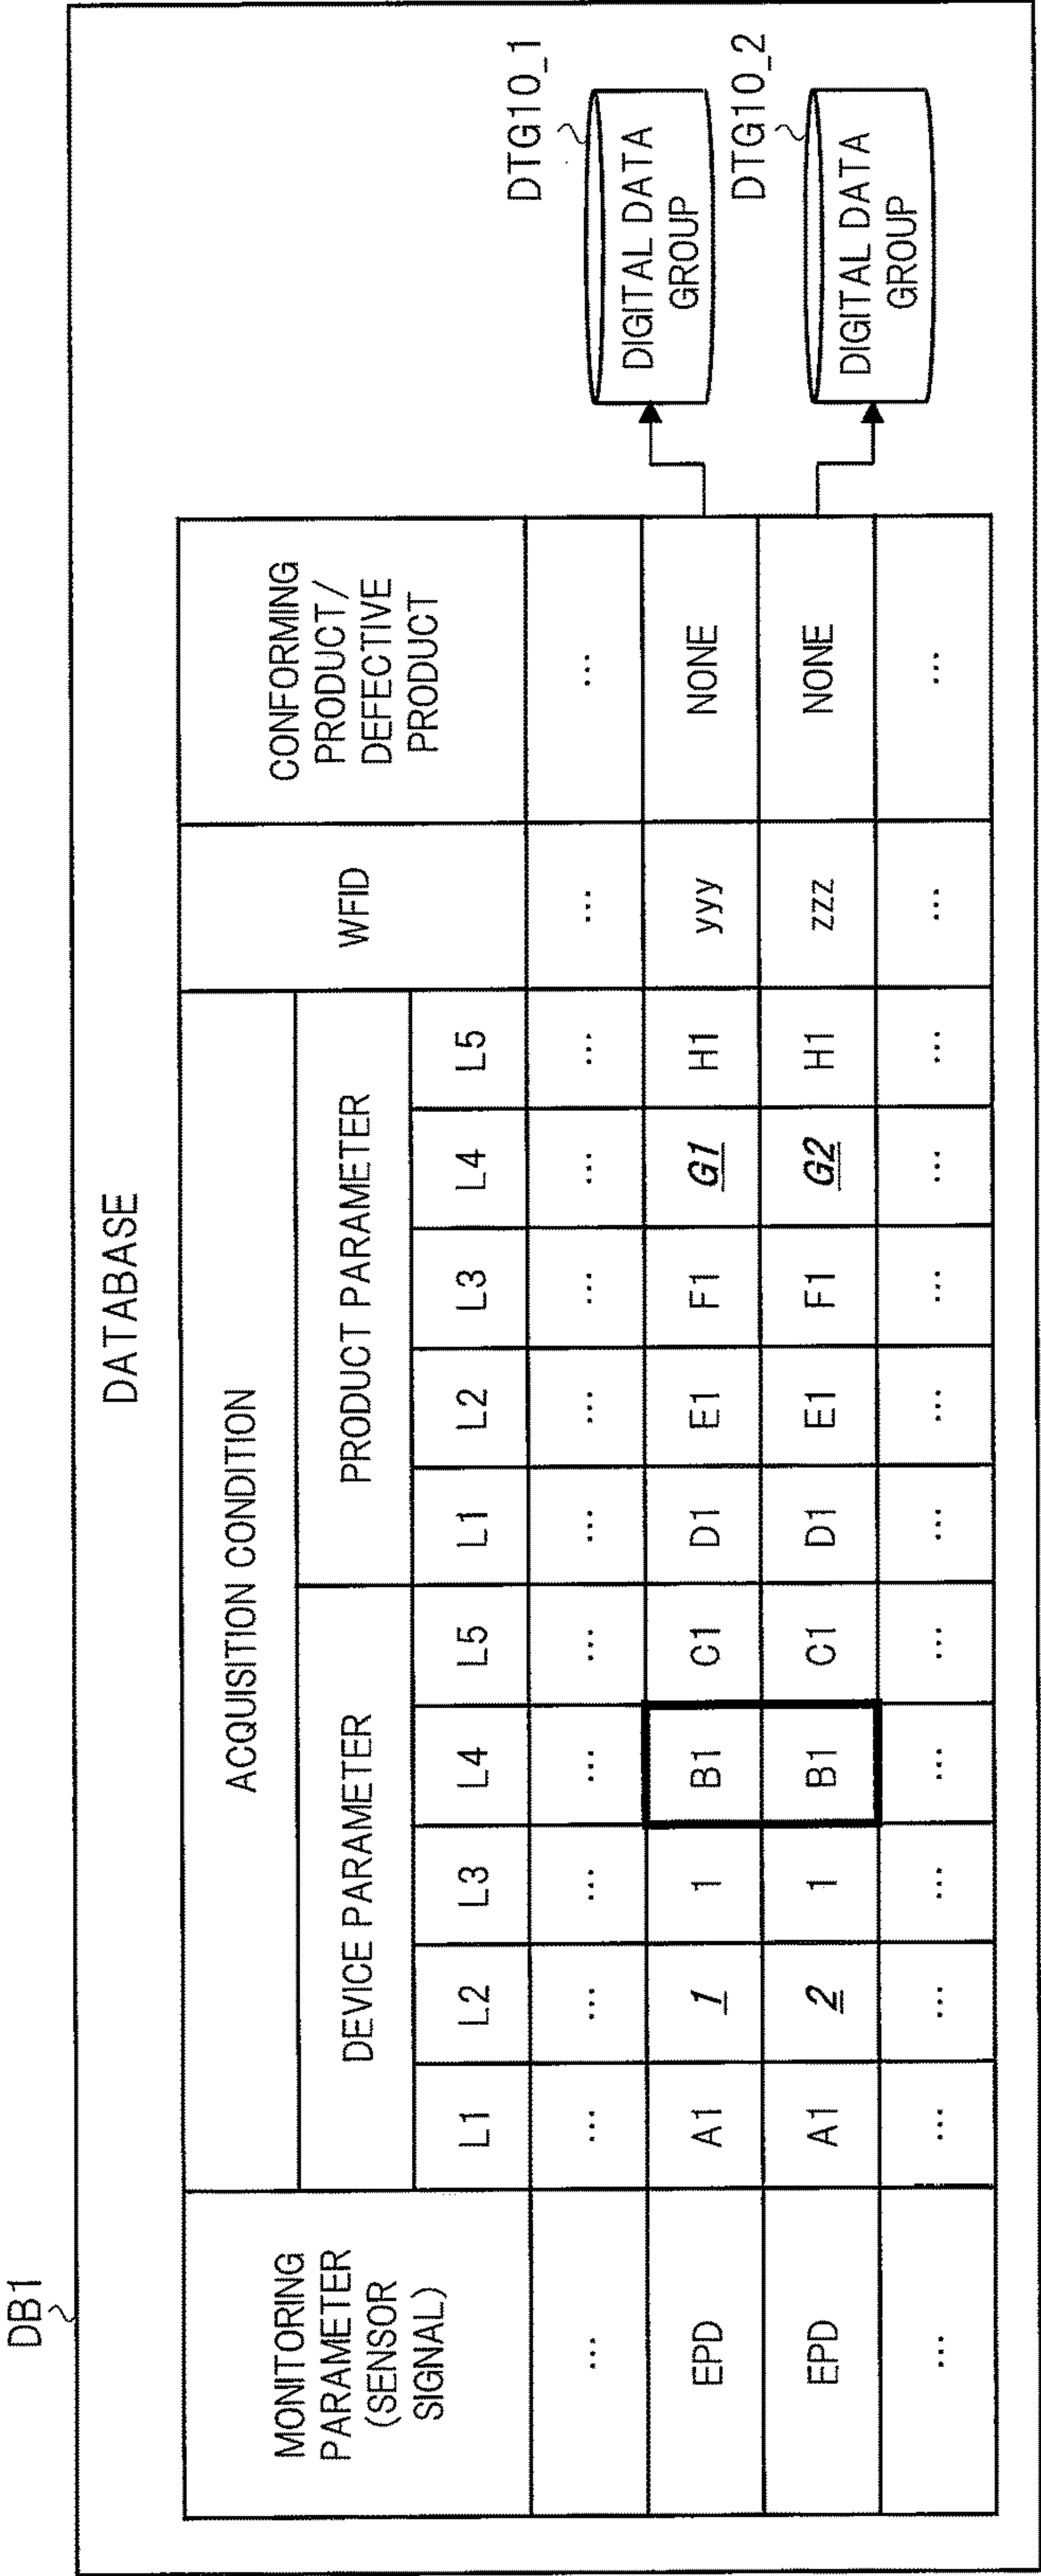 DB1
DATABASE
MONITORING
PARAMETER
(SENSOR
SIGNAL)
ACQUISITION CONDITION
WFID
CONFORMING
PRODUCT/
DEFECTIVE
PRODUCT
DEVICE PARAMETER
PRODUCT PARAMETER
L1 L2 L3 L4 L5 L1 L2 L3 L4 L5
... ... ... ... ... ... ... ... ... ... ... ... ...
EPD A1 1 1 B1 C1 D1 E1 F1 G1 H1 yyy NONE
EPD A1 2 1 B1 C1 D1 E1 F1 G2 H1 zzz NONE
... ... ... ... ... ... ... ... ... ... ... ... ...
DTG10_1
DIGITAL DATA
GROUP
DTG10_2
DIGITAL DATA
GROUP